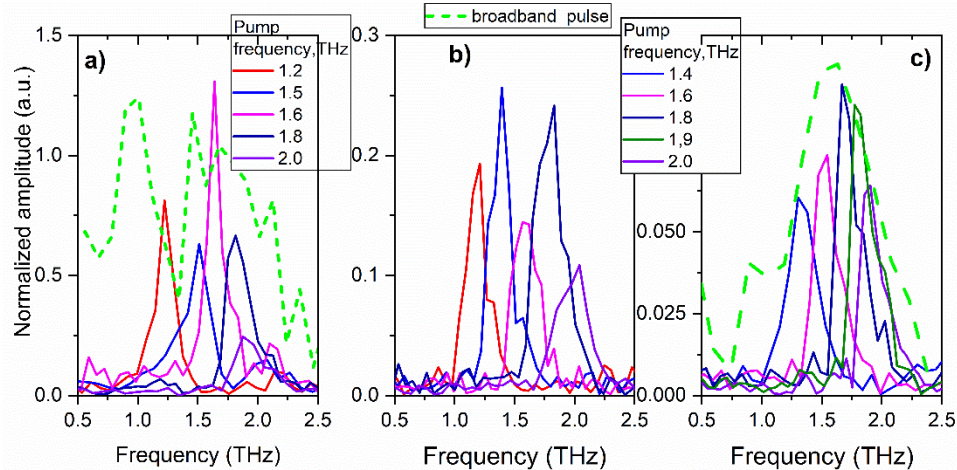 broadband pulse
Normalized amplitude (a.u.)
1.5
1.0
0.5
0.0
a)
Pump
frequency,THz
1.2
1.5
1.6
1.8
2.0
0.5 1.0 1.5 2.0 2.5
Frequency (THz)
0.3
0.2
0.1
0.0
b)
0.5 1.0 1.5 2.0 2.5
Frequency (THz)
Pump
frequency,THz
1.4
1.6
1.8
1.9
2.0
c)
0.050
0.025
0.000
0.5 1.0 1.5 2.0 2.5
Frequency (THz)